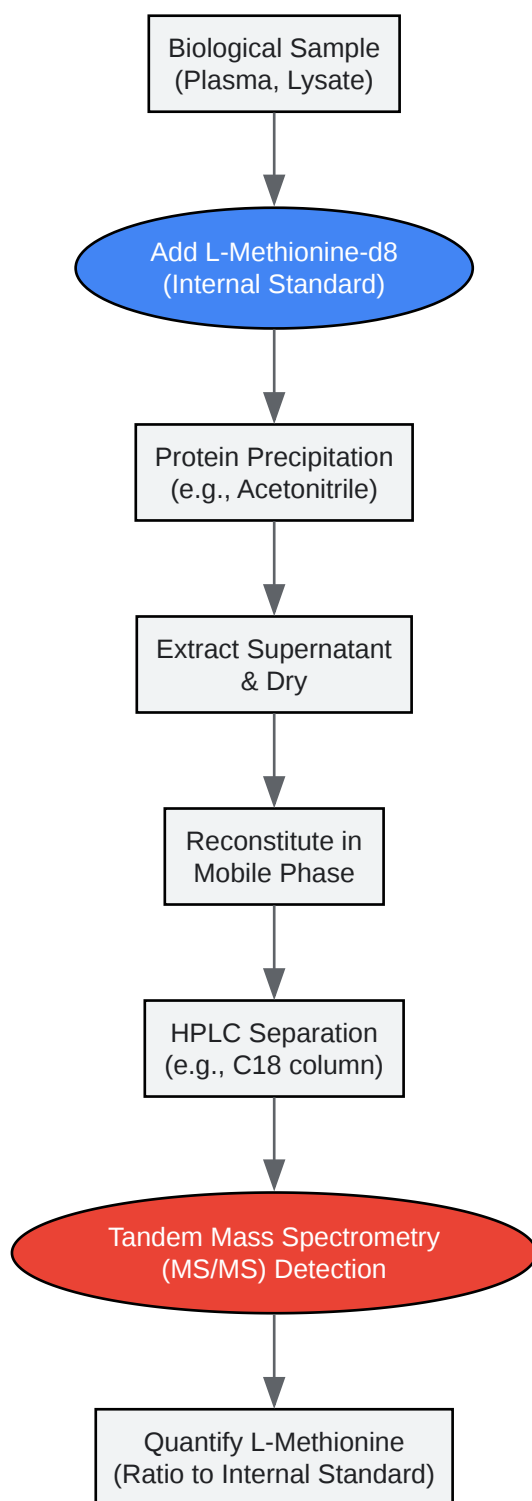 Biological Sample
(Plasma, Lysate)
Add L-Methionine-d8
(Internal Standard)
Protein Precipitation
(e.g., Acetonitrile)
Extract Supernatant
& Dry
Reconstitute in
Mobile Phase
HPLC Separation
(e.g., C18 column)
Tandem Mass Spectrometry
(MS/MS) Detection
Quantify L-Methionine
(Ratio to Internal Standard)